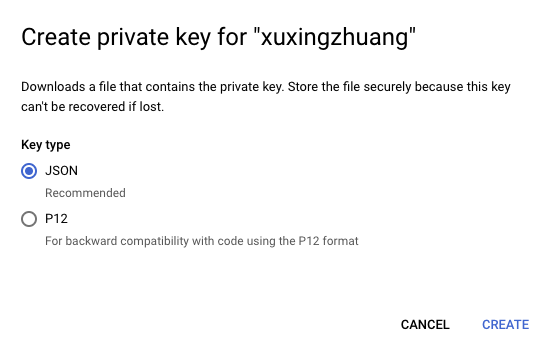 Create private key for "xuxingzhuang"
Downloads a file that contains the private key. Store the file securely because this key
can't be recovered if lost.
Key type
JSON
Recommended
P12
For backward compatibility with code using the P12 format
CANCEL CREATE